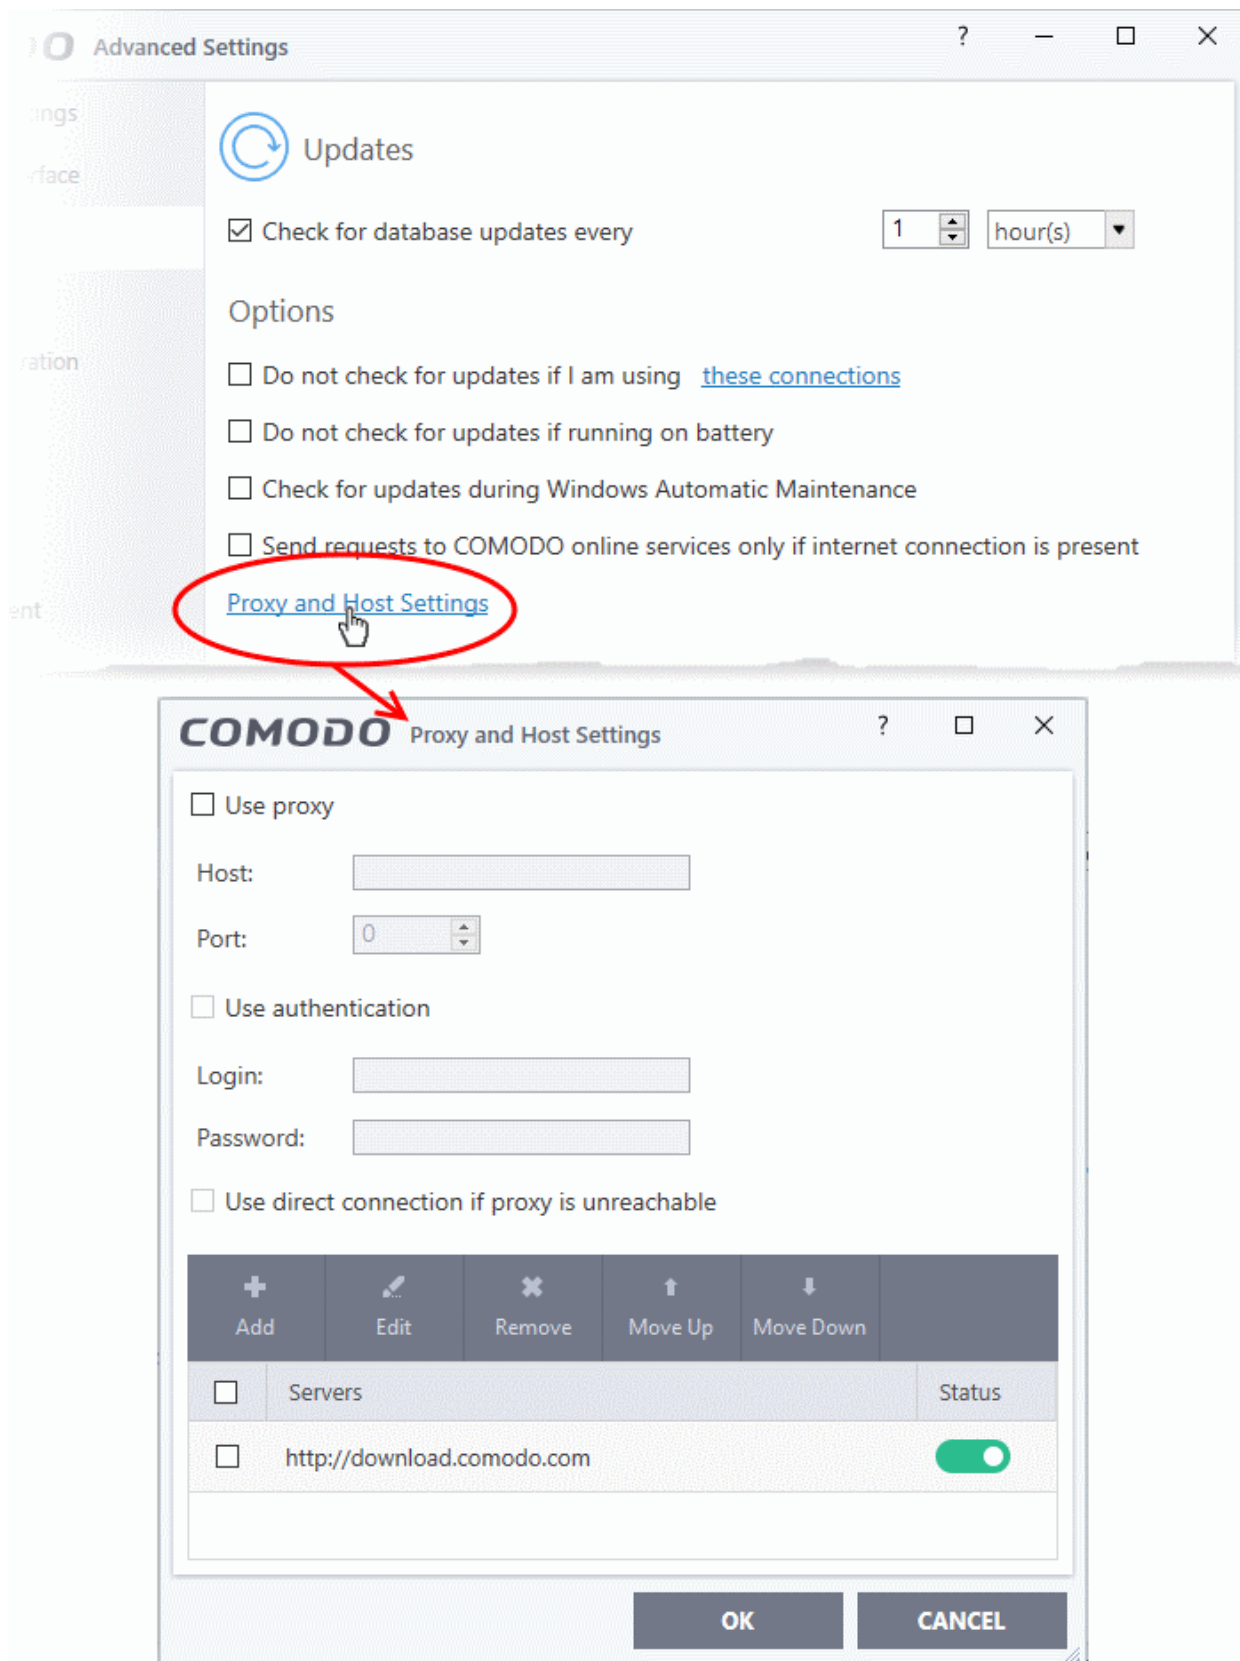 Advanced Settings
?
Updates
Check for database updates every
1
hour(s)
Options
Do not check for updates if I am using these connections
Do not check for updates if running on battery
Check for updates during Windows Automatic Maintenance
Send requests to COMODO online services only if internet connection is present
Proxy and Host Settings
COMODO Proxy and Host Settings
?
Use proxy
Host:
Port:
0
Use authentication
Login:
Password:
Use direct connection if proxy is unreachable
Add
Edit
Remove
Move Up
Move Down
Servers
Status
http://download.comodo.com
OK
CANCEL